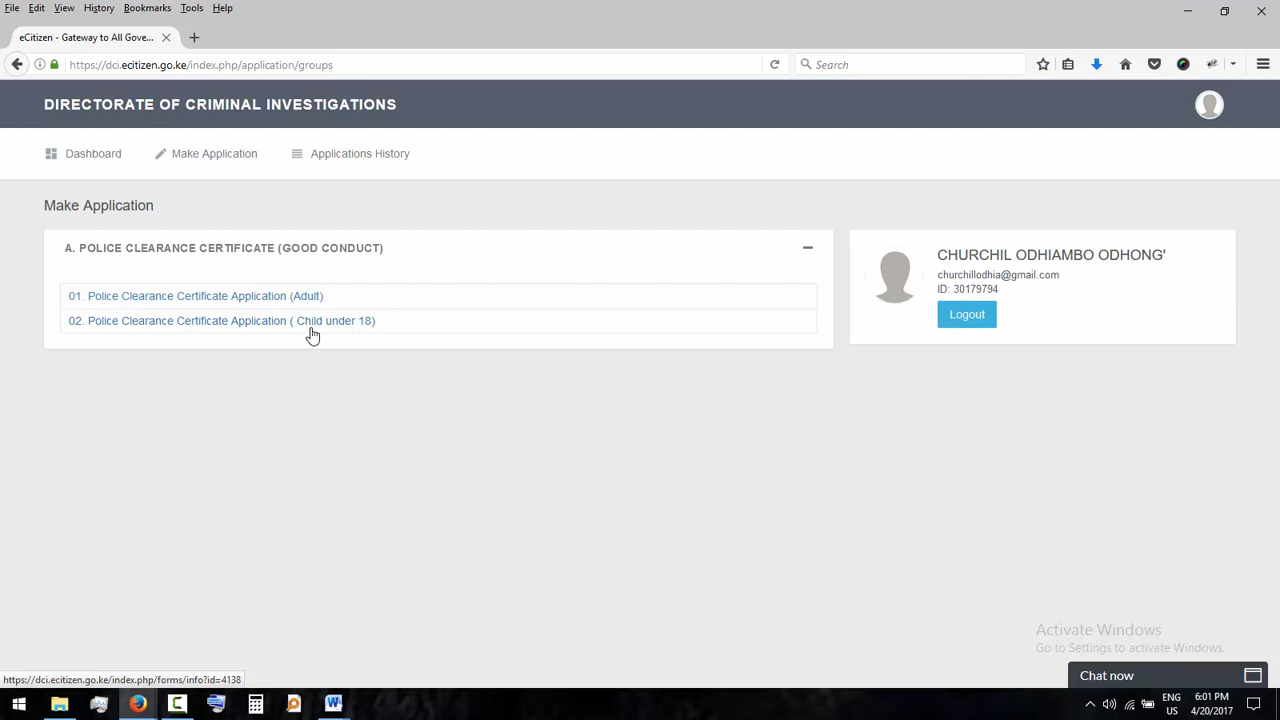 File Edit View History Bookmarks Tools Help
eCitizen - Gateway to All Gove...
https://dci.ecitizen.go.ke/index.php/application/groups
Search
DIRECTORATE OF CRIMINAL INVESTIGATIONS
Dashboard Make Application Applications History
Make Application
A. POLICE CLEARANCE CERTIFICATE (GOOD CONDUCT)
01. Police Clearance Certificate Application (Adult)
02. Police Clearance Certificate Application ( Child under 18)
CHURCHIL ODHIAMBO ODHONG'
churchillodhia@gmail.com
ID: 30179794
Logout
Activate Windows
Go to Settings to activate Windows.
Chat now
https://dci.ecitizen.go.ke/index.php/forms/info?id=4138
ENG
US
6:01 PM
4/20/2017